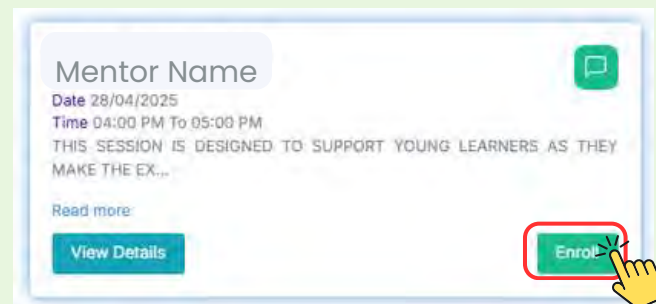 Mentor Name
Date 28/04/2025
Time 04:00 PM To 05:00 PM
THIS SESSION IS DESIGNED TO SUPPORT YOUNG LEARNERS AS THEY
MAKE THE EX...
Read more
View Details
Enroll